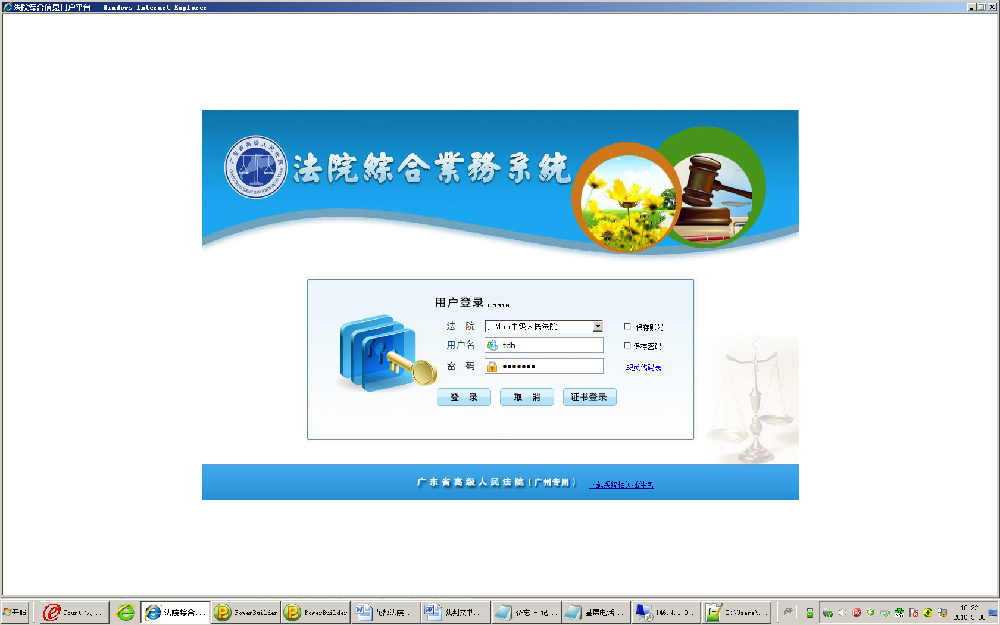 法院综合信息门户平台 - Windows Internet Explorer
广东省高级人民法院
GUANG DONG SHENG GAO JI REN MIN FA YUAN
法院綜合業務系統
用户登录 LOGIN
法 院 广州市中级人民法院 保存账号
用户名 tdh 保存密码
密 码 ••••••• 职员代码表
登 录 取 消 证书登录
广东省高级人民法院(广州专用) 下载系统相关插件包
开始 Court 法... 法院综合... PowerBuilder PowerBuilder 花都法院... 裁判文书... 备忘 - 记... 基层电话 ... 146.4.1.9... D:\Users\... 10:22
2016-5-30